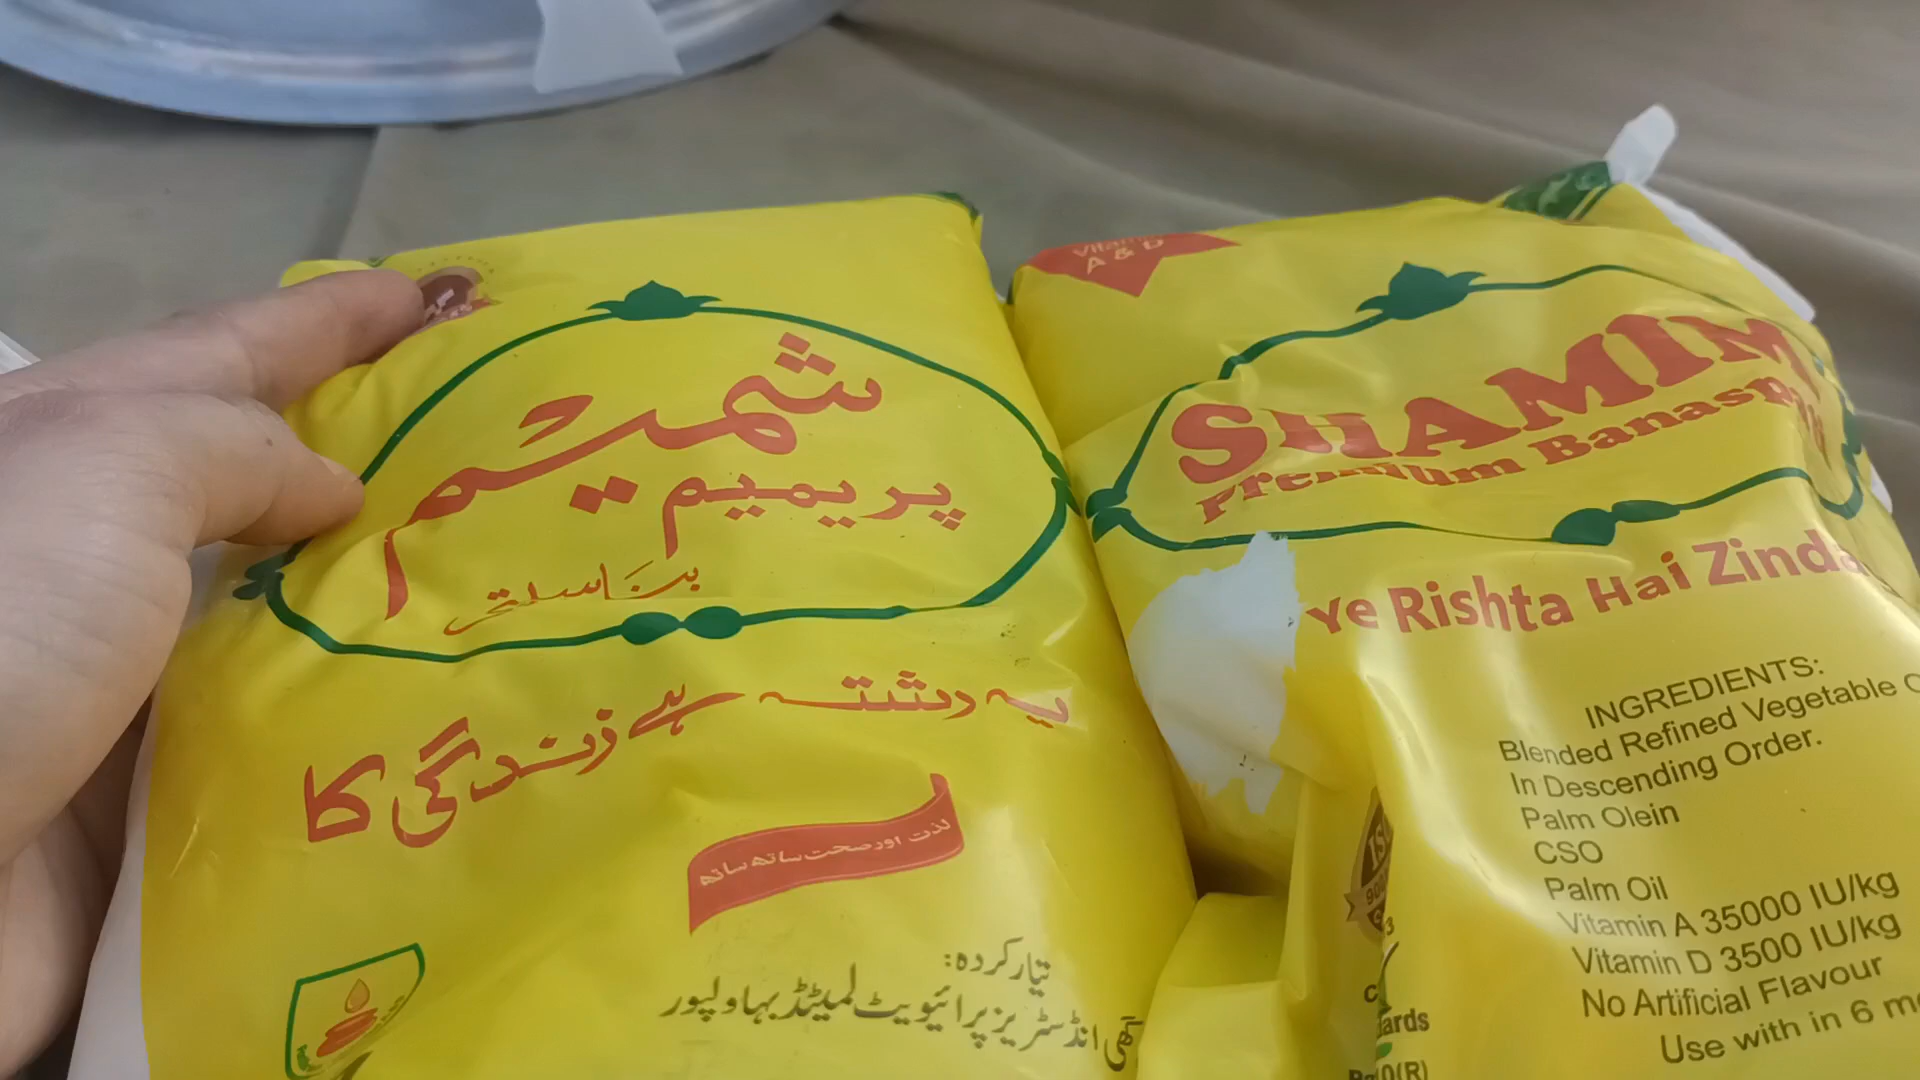 شمیم
پریمیم
بناسپتی
یہ رشتہ ہے زندگی کا
لذت اور صحت ساتھ ساتھ
تیار کردہ:
انڈسٹریز پرائیویٹ لمیٹڈ بہاولپور
Vitamin
A & D
SHAMIM
Premium
Ye Rishta Hai
INGREDIENTS:
Blended Refined Vegetable
In Descending Order.
Palm Olein
CSO
Palm Oil
Vitamin A 35000 IU/kg
Vitamin D 3500 IU/kg
No Artificial Flavour
Use with in 6